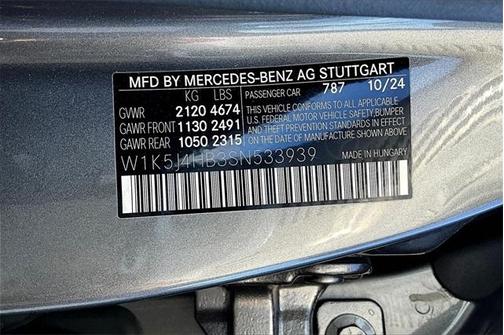 MFD BY MERCEDES-BENZ AG STUTTGART
KG LBS PASSENGER CAR 787 10/24
GVWR 2120 4674 THIS VEHICLE CONFORMS TO ALL APPLICABLE
GAWR FRONT 1130 2491 U.S. FEDERAL MOTOR VEHICLE SAFETY, BUMPER
GAWR REAR 1050 2315 AND THEFT PREVENTION STANDARDS IN EFFECT
ON THE DATE OF MANUFACTURE SHOWN ABOVE.
W1K5J4HB3SN533939 MADE IN HUNGARY